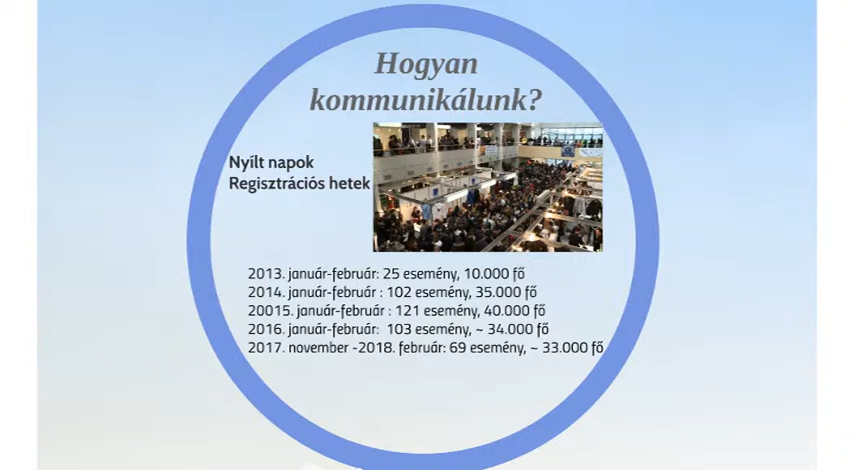 Hogyan
kommunikálunk?
Nyílt napok
Regisztrációs hetek
2013. január-február: 25 esemény, 10.000 fő
2014. január-február : 102 esemény, 35.000 fő
20015. január-február : 121 esemény, 40.000 fő
2016. január-február:  103 esemény, ~ 34.000 fő
2017. november -2018. február: 69 esemény, ~ 33.000 fő